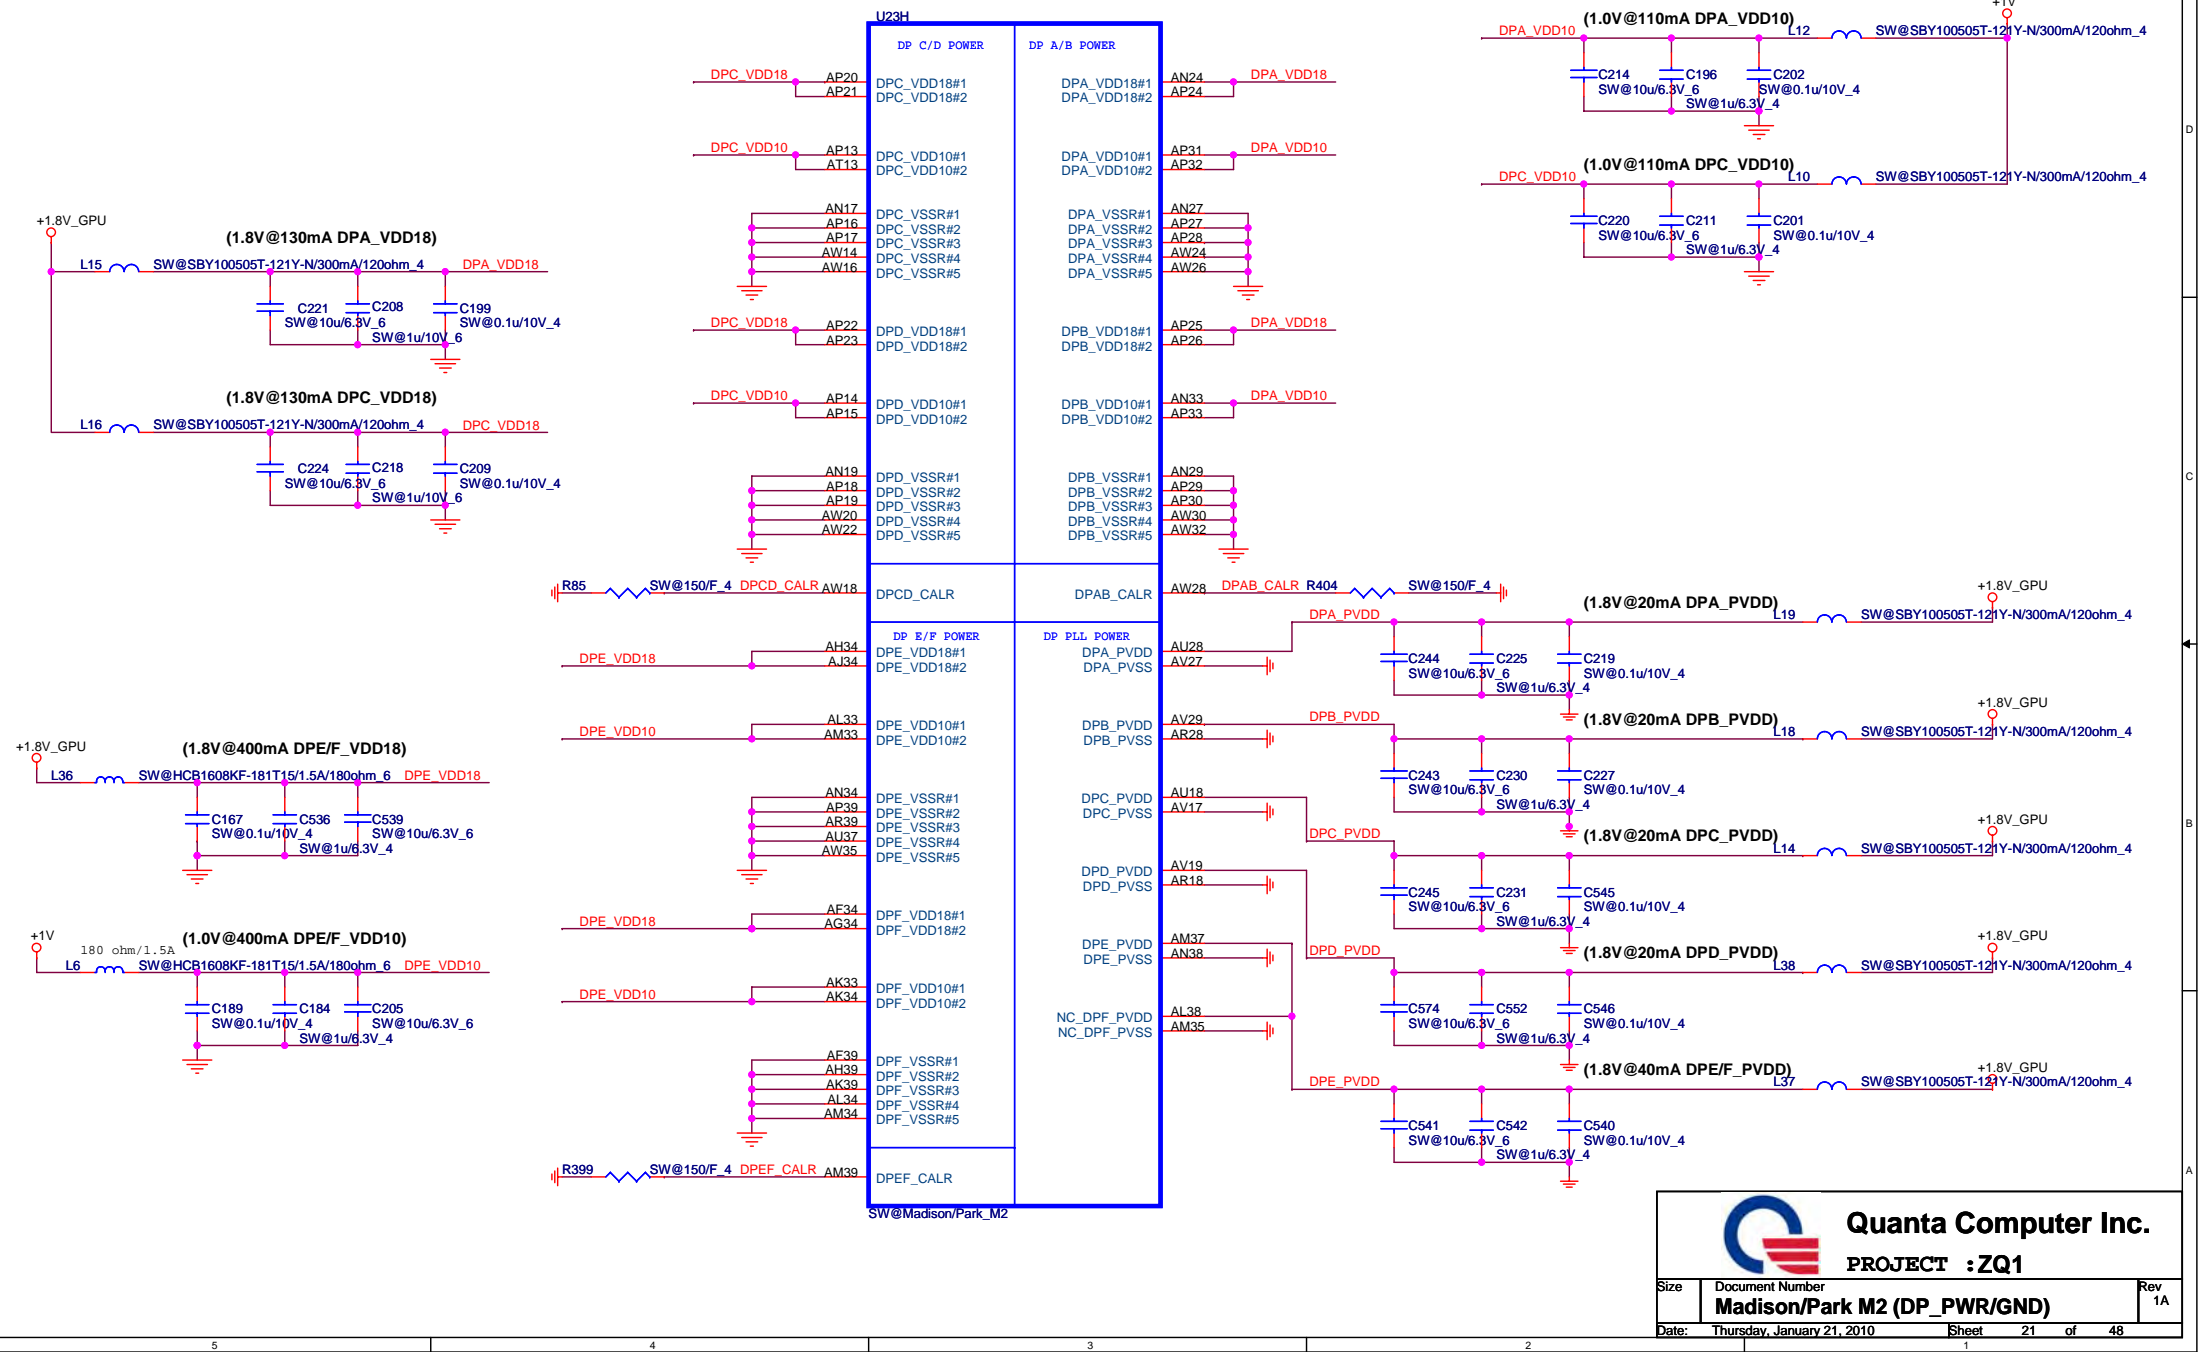 U23H
DP C/D POWER
DP A/B POWER
DPC_VDD18
AP20
AP21
DPC_VDD18#1
DPC_VDD18#2
DPA_VDD18#1
DPA_VDD18#2
AN24
AP24
DPA_VDD18
DPC_VDD10
AP13
AT13
DPC_VDD10#1
DPC_VDD10#2
DPA_VDD10#1
DPA_VDD10#2
AP31
AP32
DPA_VDD10
AN17
AP16
AP17
AW14
AW16
DPC_VSSR#1
DPC_VSSR#2
DPC_VSSR#3
DPC_VSSR#4
DPC_VSSR#5
DPA_VSSR#1
DPA_VSSR#2
DPA_VSSR#3
DPA_VSSR#4
DPA_VSSR#5
AN27
AP27
AP28
AW24
AW26
DPC_VDD18
AP22
AP23
DPD_VDD18#1
DPD_VDD18#2
DPB_VDD18#1
DPB_VDD18#2
AP25
AP26
DPA_VDD18
DPC_VDD10
AP14
AP15
DPD_VDD10#1
DPD_VDD10#2
DPB_VDD10#1
DPB_VDD10#2
AN33
AP33
DPA_VDD10
AN19
AP18
AP19
AW20
AW22
DPD_VSSR#1
DPD_VSSR#2
DPD_VSSR#3
DPD_VSSR#4
DPD_VSSR#5
DPB_VSSR#1
DPB_VSSR#2
DPB_VSSR#3
DPB_VSSR#4
DPB_VSSR#5
AN29
AP29
AP30
AW30
AW32
R85
SW@150/F_4
DPCD_CALR
AW18
DPCD_CALR
DPAB_CALR
AW28
DPAB_CALR
R404
SW@150/F_4
DP E/F POWER
DP PLL POWER
DPE_VDD18
AH34
AJ34
DPE_VDD18#1
DPE_VDD18#2
DPA_PVDD
DPA_PVSS
AU28
AV27
DPE_VDD10
AL33
AM33
DPE_VDD10#1
DPE_VDD10#2
DPB_PVDD
DPB_PVSS
AV29
AR28
AN34
AP39
AR39
AU37
AW35
DPE_VSSR#1
DPE_VSSR#2
DPE_VSSR#3
DPE_VSSR#4
DPE_VSSR#5
DPC_PVDD
DPC_PVSS
AU18
AV17
DPD_PVDD
DPD_PVSS
AV19
AR18
DPE_VDD18
AF34
AG34
DPF_VDD18#1
DPF_VDD18#2
DPE_PVDD
DPE_PVSS
AM37
AN38
DPE_VDD10
AK33
AK34
DPF_VDD10#1
DPF_VDD10#2
NC_DPF_PVDD
NC_DPF_PVSS
AL38
AM35
AF39
AH39
AK39
AL34
AM34
DPF_VSSR#1
DPF_VSSR#2
DPF_VSSR#3
DPF_VSSR#4
DPF_VSSR#5
R399
SW@150/F_4
DPEF_CALR
AM39
DPEF_CALR
SW@Madison/Park_M2
+1.8V_GPU
(1.8V@130mA DPA_VDD18)
L15
SW@SBY100505T-121Y-N/300mA/120ohm_4
DPA_VDD18
C221
SW@10u/6.3V_6
C208
SW@1u/10V_6
C199
SW@0.1u/10V_4
(1.8V@130mA DPC_VDD18)
L16
SW@SBY100505T-121Y-N/300mA/120ohm_4
DPC_VDD18
C224
SW@10u/6.3V_6
C218
SW@1u/10V_6
C209
SW@0.1u/10V_4
+1.8V_GPU
(1.8V@400mA DPE/F_VDD18)
L36
SW@HCB1608KF-181T15/1.5A/180ohm_6
DPE_VDD18
C167
SW@0.1u/10V_4
C536
SW@1u/6.3V_4
C539
SW@10u/6.3V_6
+1V
180 ohm/1.5A
(1.0V@400mA DPE/F_VDD10)
L6
SW@HCB1608KF-181T15/1.5A/180ohm_6
DPE_VDD10
C189
SW@0.1u/10V_4
C184
SW@1u/6.3V_4
C205
SW@10u/6.3V_6
+1V
(1.0V@110mA DPA_VDD10)
DPA_VDD10
L12
SW@SBY100505T-121Y-N/300mA/120ohm_4
C214
SW@10u/6.3V_6
C196
SW@1u/6.3V_4
C202
SW@0.1u/10V_4
(1.0V@110mA DPC_VDD10)
DPC_VDD10
L10
SW@SBY100505T-121Y-N/300mA/120ohm_4
C220
SW@10u/6.3V_6
C211
SW@1u/6.3V_4
C201
SW@0.1u/10V_4
+1.8V_GPU
DPA_PVDD
(1.8V@20mA DPA_PVDD)
L19
SW@SBY100505T-121Y-N/300mA/120ohm_4
C244
SW@10u/6.3V_6
C225
SW@1u/6.3V_4
C219
SW@0.1u/10V_4
+1.8V_GPU
DPB_PVDD
(1.8V@20mA DPB_PVDD)
L18
SW@SBY100505T-121Y-N/300mA/120ohm_4
C243
SW@10u/6.3V_6
C230
SW@1u/6.3V_4
C227
SW@0.1u/10V_4
+1.8V_GPU
DPC_PVDD
(1.8V@20mA DPC_PVDD)
L14
SW@SBY100505T-121Y-N/300mA/120ohm_4
C245
SW@10u/6.3V_6
C231
SW@1u/6.3V_4
C545
SW@0.1u/10V_4
+1.8V_GPU
DPD_PVDD
(1.8V@20mA DPD_PVDD)
L38
SW@SBY100505T-121Y-N/300mA/120ohm_4
C574
SW@10u/6.3V_6
C552
SW@1u/6.3V_4
C546
SW@0.1u/10V_4
+1.8V_GPU
DPE_PVDD
(1.8V@40mA DPE/F_PVDD)
L37
SW@SBY100505T-121Y-N/300mA/120ohm_4
C541
SW@10u/6.3V_6
C542
SW@1u/6.3V_4
C540
SW@0.1u/10V_4
D
C
B
A
Quanta Computer Inc.
PROJECT : ZQ1
Size
Document Number
Rev
Madison/Park M2 (DP_PWR/GND)
1A
Date: Thursday, January 21, 2010
Sheet 21 of 48
5 4 3 2 1